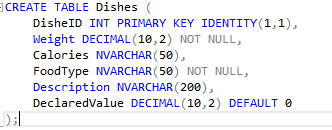 CREATE TABLE Dishes (
DisheID INT PRIMARY KEY IDENTITY(1,1),
Weight DECIMAL(10,2) NOT NULL,
Calories NVARCHAR(50),
FoodType NVARCHAR(50) NOT NULL,
Description NVARCHAR(200),
DeclaredValue DECIMAL(10,2) DEFAULT 0
);